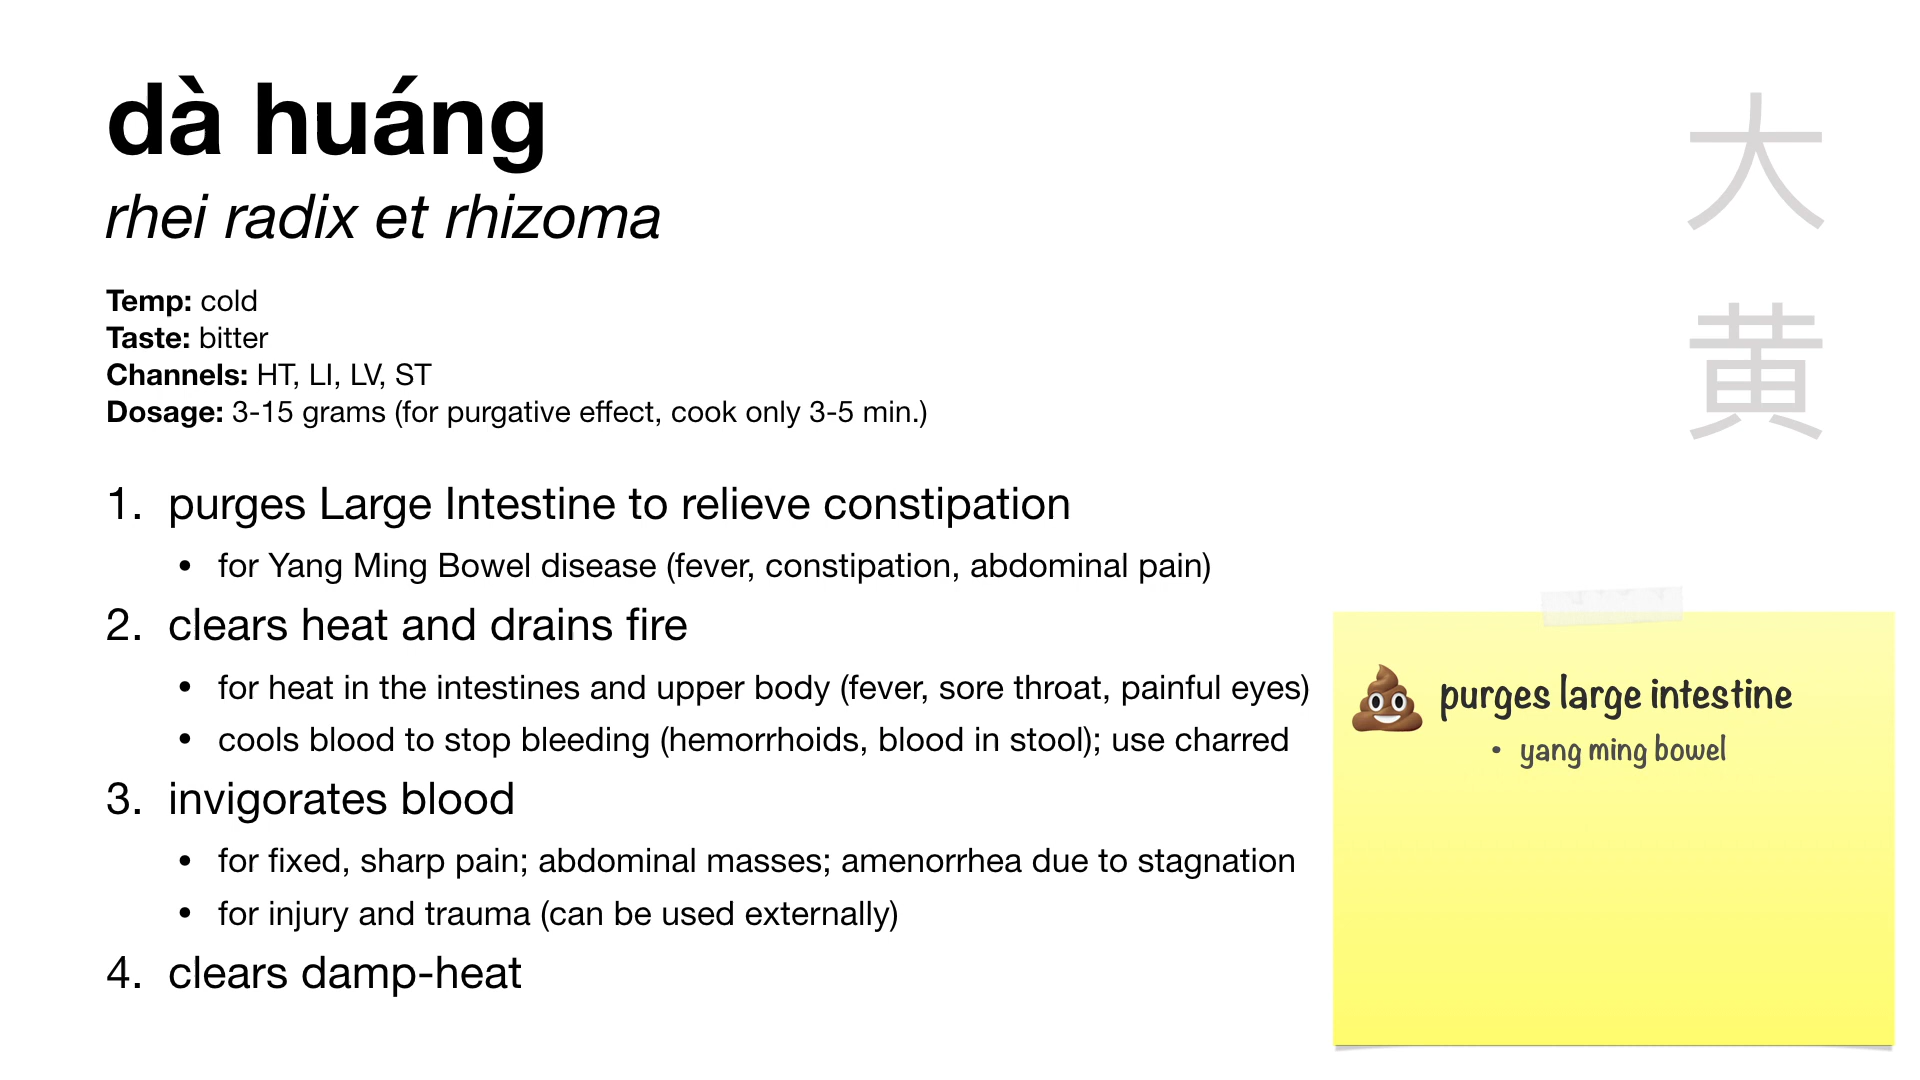 dà huáng
rhei radix et rhizoma
大
黄
Temp: cold
Taste: bitter
Channels: HT, LI, LV, ST
Dosage: 3-15 grams (for purgative effect, cook only 3-5 min.)
1. purges Large Intestine to relieve constipation
• for Yang Ming Bowel disease (fever, constipation, abdominal pain)
2. clears heat and drains fire
• for heat in the intestines and upper body (fever, sore throat, painful eyes)
• cools blood to stop bleeding (hemorrhoids, blood in stool); use charred
3. invigorates blood
• for fixed, sharp pain; abdominal masses; amenorrhea due to stagnation
• for injury and trauma (can be used externally)
4. clears damp-heat
💩 purges large intestine
• yang ming bowel